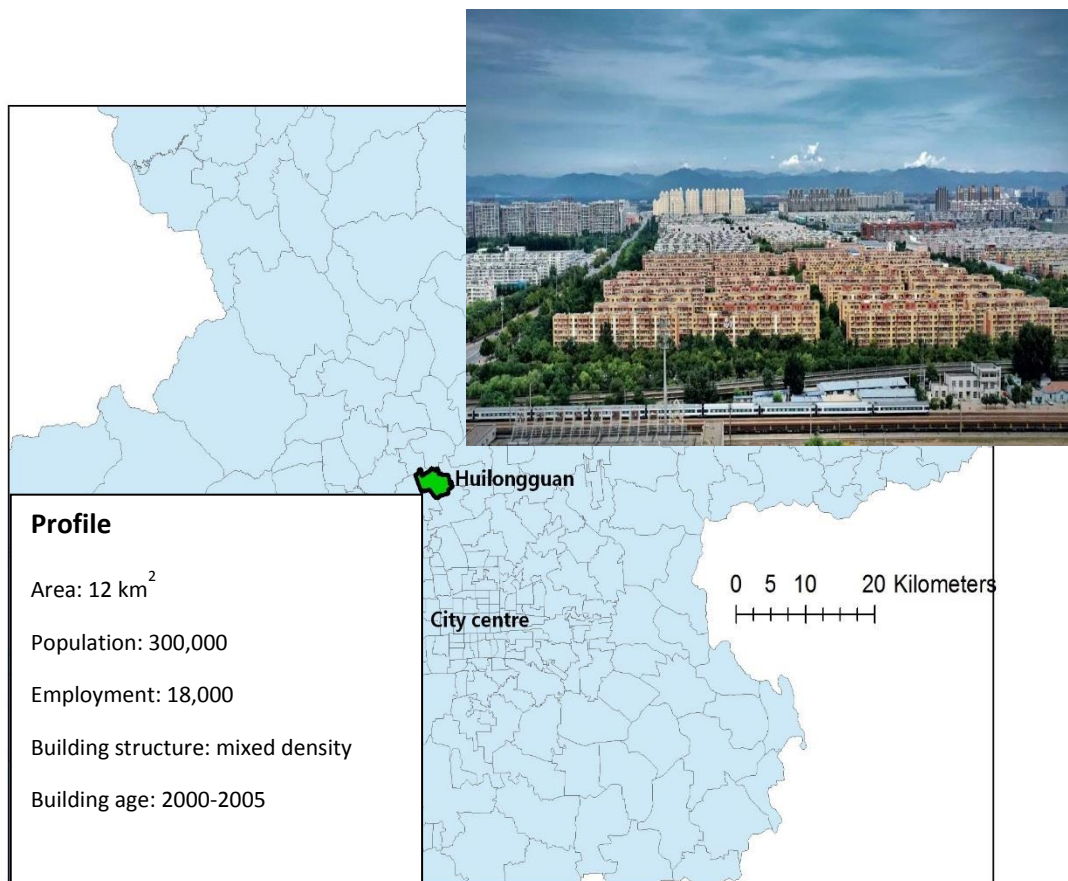 Huilongguan
Profile
Area: 12 km²
Population: 300,000
Employment: 18,000
Building structure: mixed density
Building age: 2000-2005
City centre
0 5 10 20 Kilometers